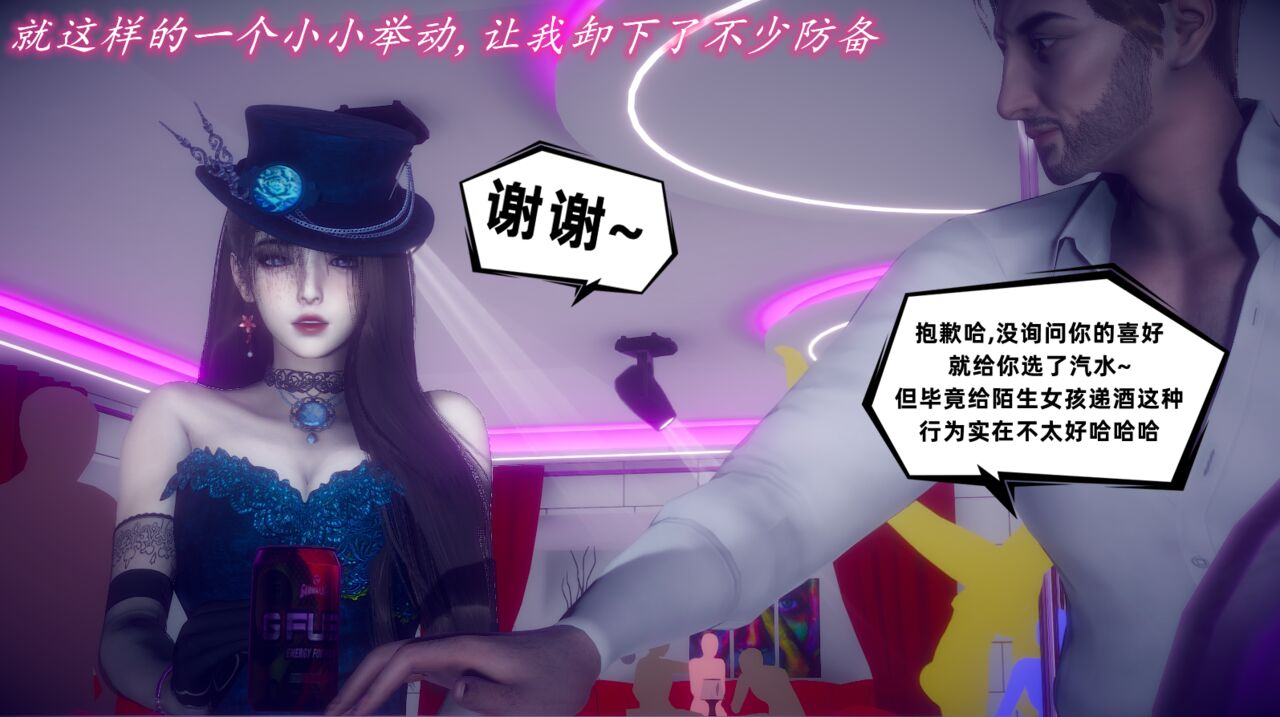 就这样的一个小小举动,让我卸下了不少防备
谢谢~
抱歉哈,没询问你的喜好
就给你选了汽水~
但毕竟给陌生女孩递酒这种
行为实在不太好哈哈哈
G FUE
ENERGY FO